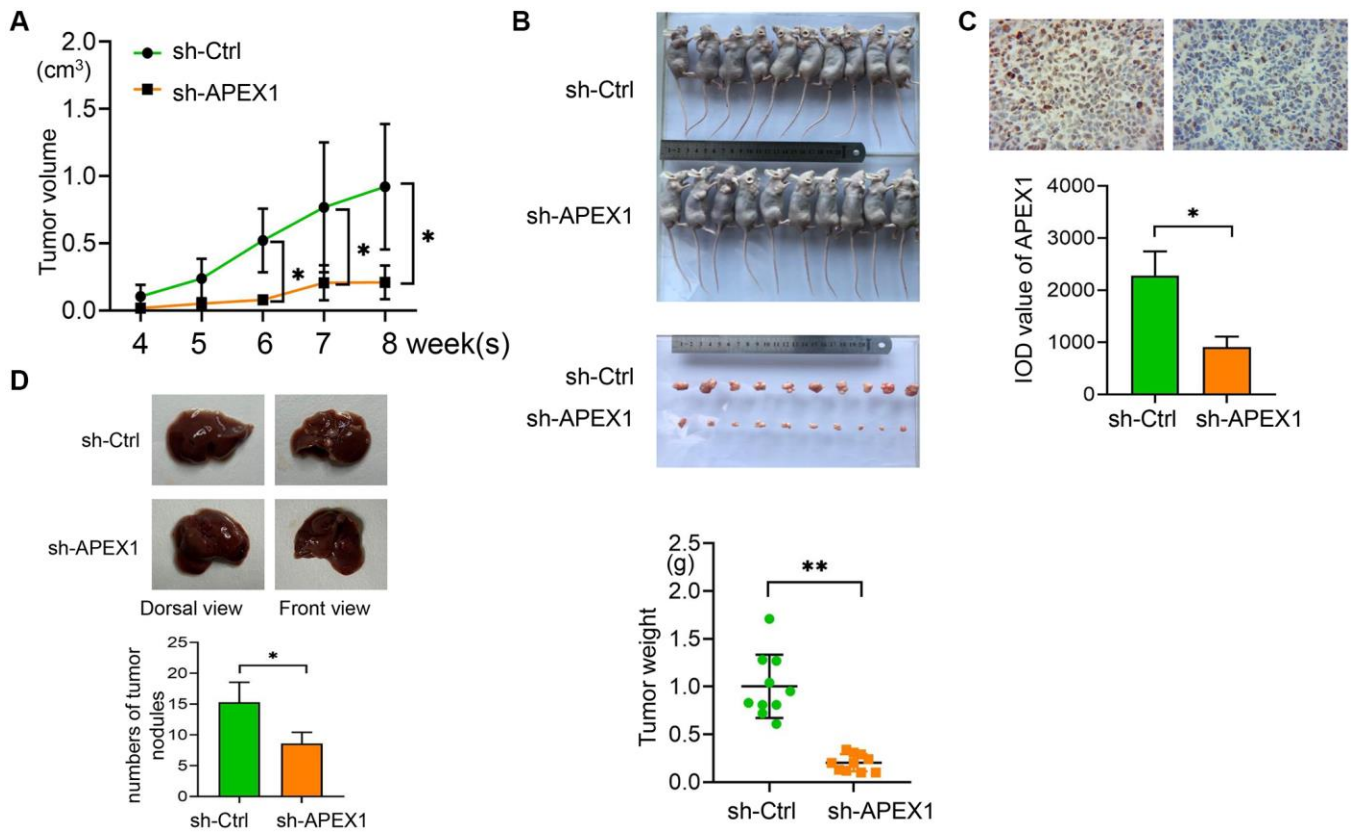 A
2.0
(cm³)
1.5
1.0
0.5
0.0
Tumor volume
sh-Ctrl
sh-APEX1
*
*
*
4 5 6 7 8 week(s)
B
sh-Ctrl
sh-APEX1
sh-Ctrl
sh-APEX1
2.5
(g)
2.0
1.5
1.0
0.5
0.0
Tumor weight
**
sh-Ctrl sh-APEX1
C
4000
3000
2000
1000
0
IOD value of APEX1
*
sh-Ctrl sh-APEX1
D
sh-Ctrl
sh-APEX1
Dorsal view Front view
25
20
15
10
5
0
numbers of tumor
nodules
*
sh-Ctrl sh-APEX1